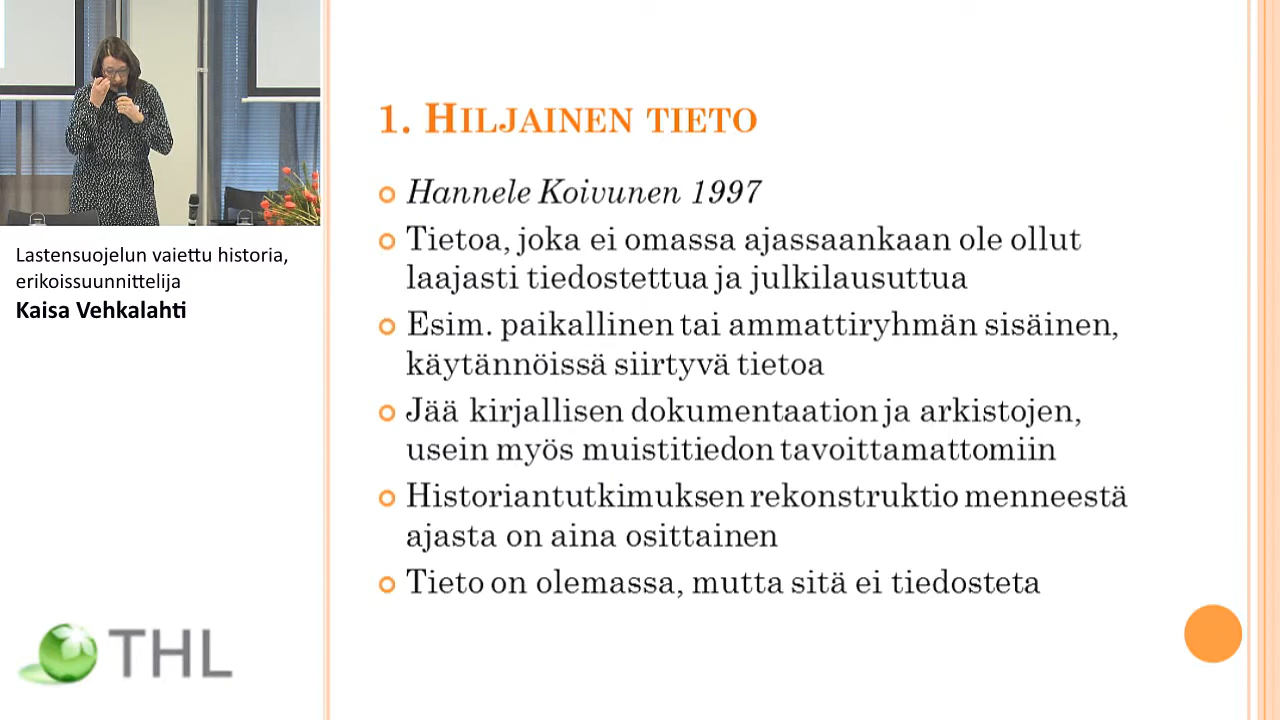 Lastensuojelun vaiettu historia,
erikoissuunnittelija
Kaisa Vehkalahti
THL
1. Hiljainen tieto
Hannele Koivunen 1997
Tietoa, joka ei omassa ajassaankaan ole ollut
laajasti tiedostettua ja julkilausuttua
Esim. paikallinen tai ammattiryhmän sisäinen,
käytännöissä siirtyvä tietoa
Jää kirjallisen dokumentaation ja arkistojen,
usein myös muistitiedon tavoittamattomiin
Historiantutkimuksen rekonstruktio menneestä
ajasta on aina osittainen
Tieto on olemassa, mutta sitä ei tiedosteta